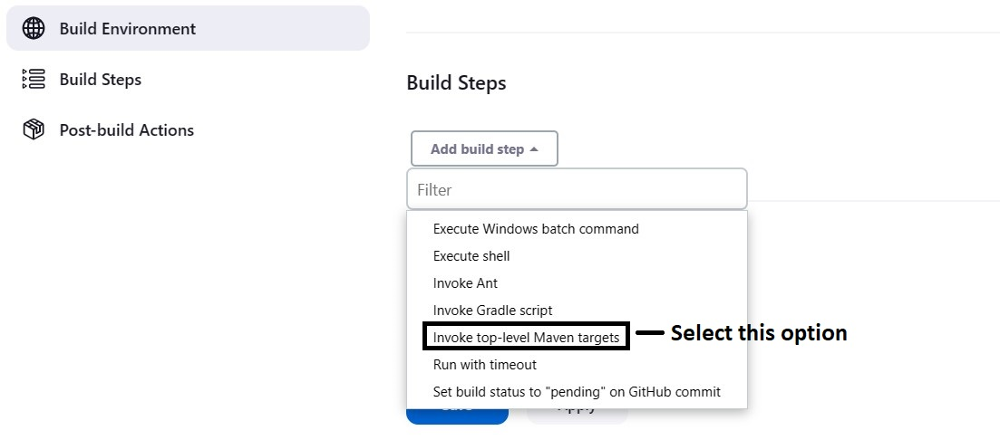 Build Environment
Build Steps
Post-build Actions
Build Steps
Add build step
Filter
Execute Windows batch command
Execute shell
Invoke Ant
Invoke Gradle script
Invoke top-level Maven targets
Select this option
Run with timeout
Set build status to "pending" on GitHub commit
Save
Apply